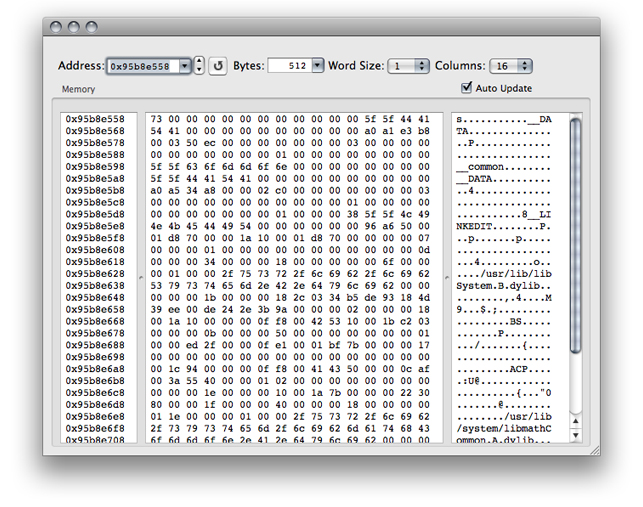 Address: 0x95b8e558 Bytes: 512 Word Size: 1 Columns: 16
Memory Auto Update
0x95b8e558 73 00 00 00 00 00 00 00 00 00 00 00 5f 5f 44 41 s...........__DA
0x95b8e568 54 41 00 00 00 00 00 00 00 00 00 00 a0 a1 e3 b8 TA..............
0x95b8e578 00 03 50 ec 00 00 00 00 00 00 00 03 00 00 00 00 ..P.............
0x95b8e588 00 00 00 00 00 00 00 01 00 00 00 00 00 00 00 00 ................
0x95b8e598 5f 5f 63 6f 6d 6d 6f 6e 00 00 00 00 00 00 00 00 __common........
0x95b8e5a8 5f 5f 44 41 54 41 00 00 00 00 00 00 00 00 00 00 __DATA..........
0x95b8e5b8 a0 a5 34 a8 00 00 02 c0 00 00 00 00 00 00 00 03 ..4.............
0x95b8e5c8 00 00 00 00 00 00 00 00 00 00 00 01 00 00 00 00 ................
0x95b8e5d8 00 00 00 00 00 00 00 01 00 00 00 38 5f 5f 4c 49 ...........8__LI
0x95b8e5e8 4e 4b 45 44 49 54 00 00 00 00 00 00 96 a6 50 00 NKEDIT........P.
0x95b8e5f8 01 d8 70 00 00 1a 10 00 01 d8 70 00 00 00 00 07 ..p.......p.....
0x95b8e608 00 00 00 01 00 00 00 00 00 00 00 00 00 00 00 0d ................
0x95b8e618 00 00 00 34 00 00 00 18 00 00 00 00 00 6f 00 00 ...4.........o..
0x95b8e628 00 01 00 00 2f 75 73 72 2f 6c 69 62 2f 6c 69 62 ..../usr/lib/lib
0x95b8e638 53 79 73 74 65 6d 2e 42 2e 64 79 6c 69 62 00 00 System.B.dylib..
0x95b8e648 00 00 00 1b 00 00 00 18 2c 03 34 b5 de 93 18 4d ........,.4....M
0x95b8e658 39 ee 00 de 24 2e 3b 9a 00 00 00 02 00 00 00 18 9...$.;.........
0x95b8e668 00 1a 10 00 00 00 0f f8 00 42 53 10 00 1b c2 03 .........BS.....
0x95b8e678 00 00 00 0b 00 00 00 50 00 00 00 00 00 00 00 01 .......P........
0x95b8e688 00 00 ed 2f 00 00 0f e1 00 01 bf 7b 00 00 00 17 .../.......{....
0x95b8e698 00 00 00 00 00 00 00 00 00 00 00 00 00 00 00 00 ................
0x95b8e6a8 00 1c 94 00 00 00 0f f8 00 41 43 50 00 00 0c af .........ACP....
0x95b8e6b8 00 3a 55 40 00 00 01 02 00 00 00 00 00 00 00 00 .:U@............
0x95b8e6c8 00 00 00 1e 00 00 00 10 00 1a 7b 00 00 00 22 30 ..........{..."0
0x95b8e6d8 80 00 00 1f 00 00 00 40 00 00 00 18 00 00 00 00 .......@........
0x95b8e6e8 01 1e 00 00 01 00 00 2f 75 73 72 2f 6c 69 62 ......../usr/lib
0x95b8e6f8 2f 73 79 73 74 65 6d 2f 6c 69 62 6d 61 74 68 43 /system/libmathC
0x95b8e708 6f 6d 6d 6f 6e 2e 41 2e 64 79 6c 69 62 00 00 00 ommon.A.dylib...